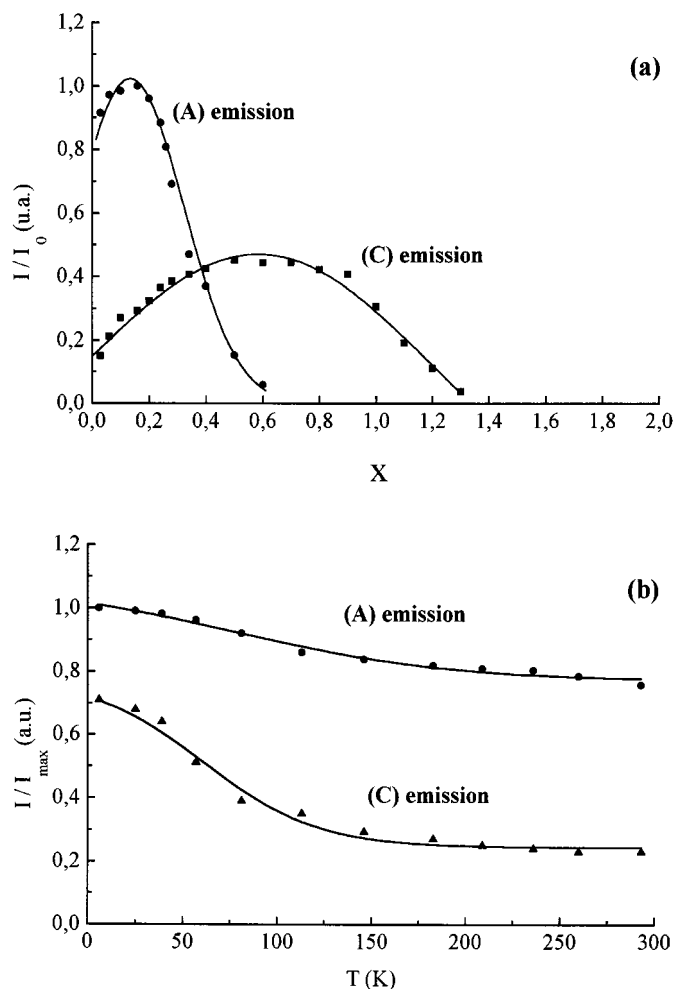 1,2
(a)
1,0
(A) emission
0,8
I / I0 (u.a.)
0,6
(C) emission
0,4
0,2
0,0
0,0 0,2 0,4 0,6 0,8 1,0 1,2 1,4 1,6 1,8 2,0
X
1,2
(b)
1,0
(A) emission
0,8
I / Imax (a.u.)
0,6
(C) emission
0,4
0,2
0,0
0 50 100 150 200 250 300
T (K)